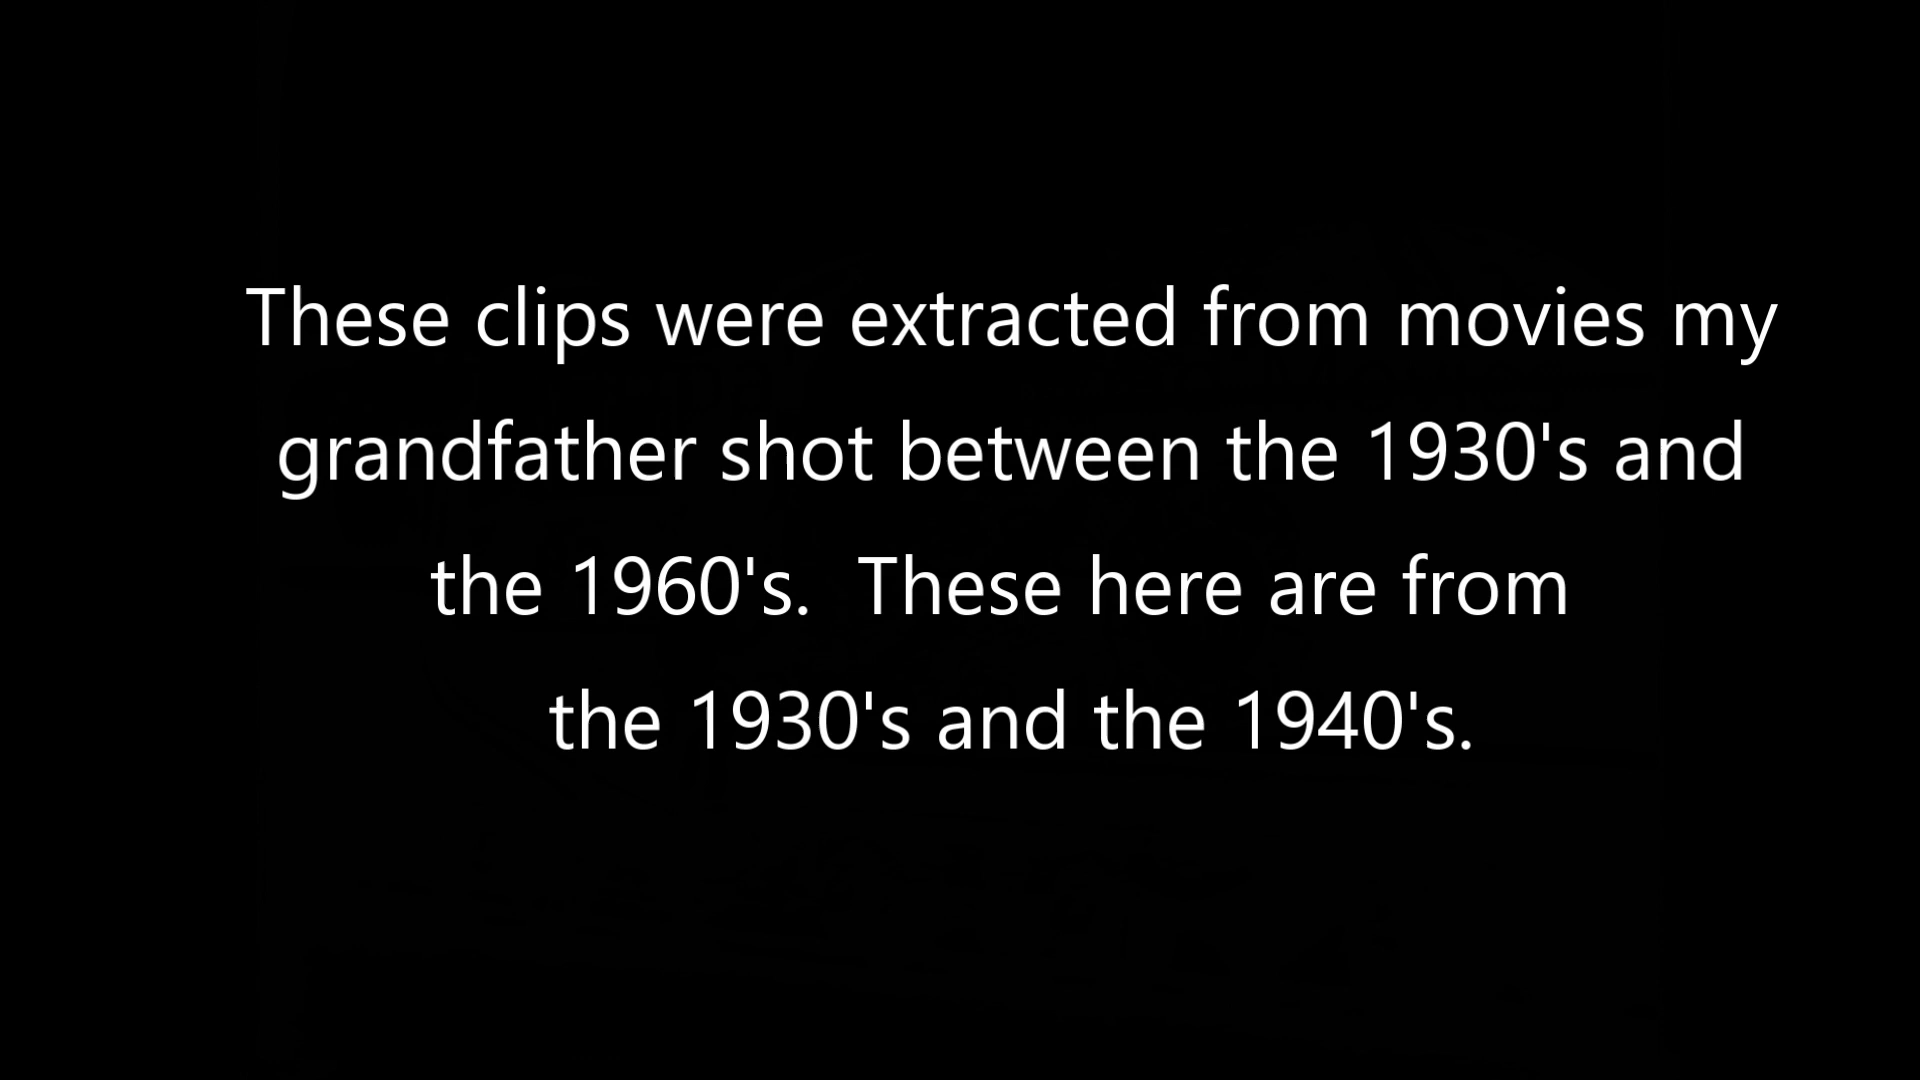 These clips were extracted from movies my
grandfather shot between the 1930's and
the 1960's.  These here are from
the 1930's and the 1940's.